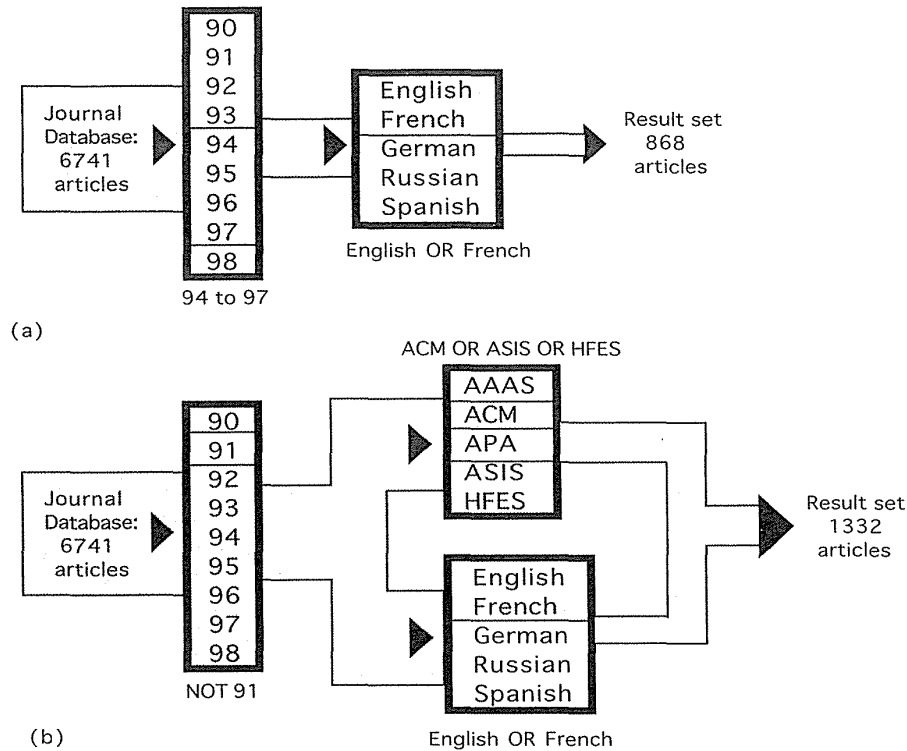 90
91
92
93
94
95
96
97
98
Journal
Database:
6741
articles
94 to 97
English
French
German
Russian
Spanish
English OR French
Result set
868
articles
(a)
ACM OR ASIS OR HFES
AAAS
ACM
APA
ASIS
HFES
90
91
92
93
94
95
96
97
98
Journal
Database:
6741
articles
NOT 91
English
French
German
Russian
Spanish
English OR French
Result set
1332
articles
(b)